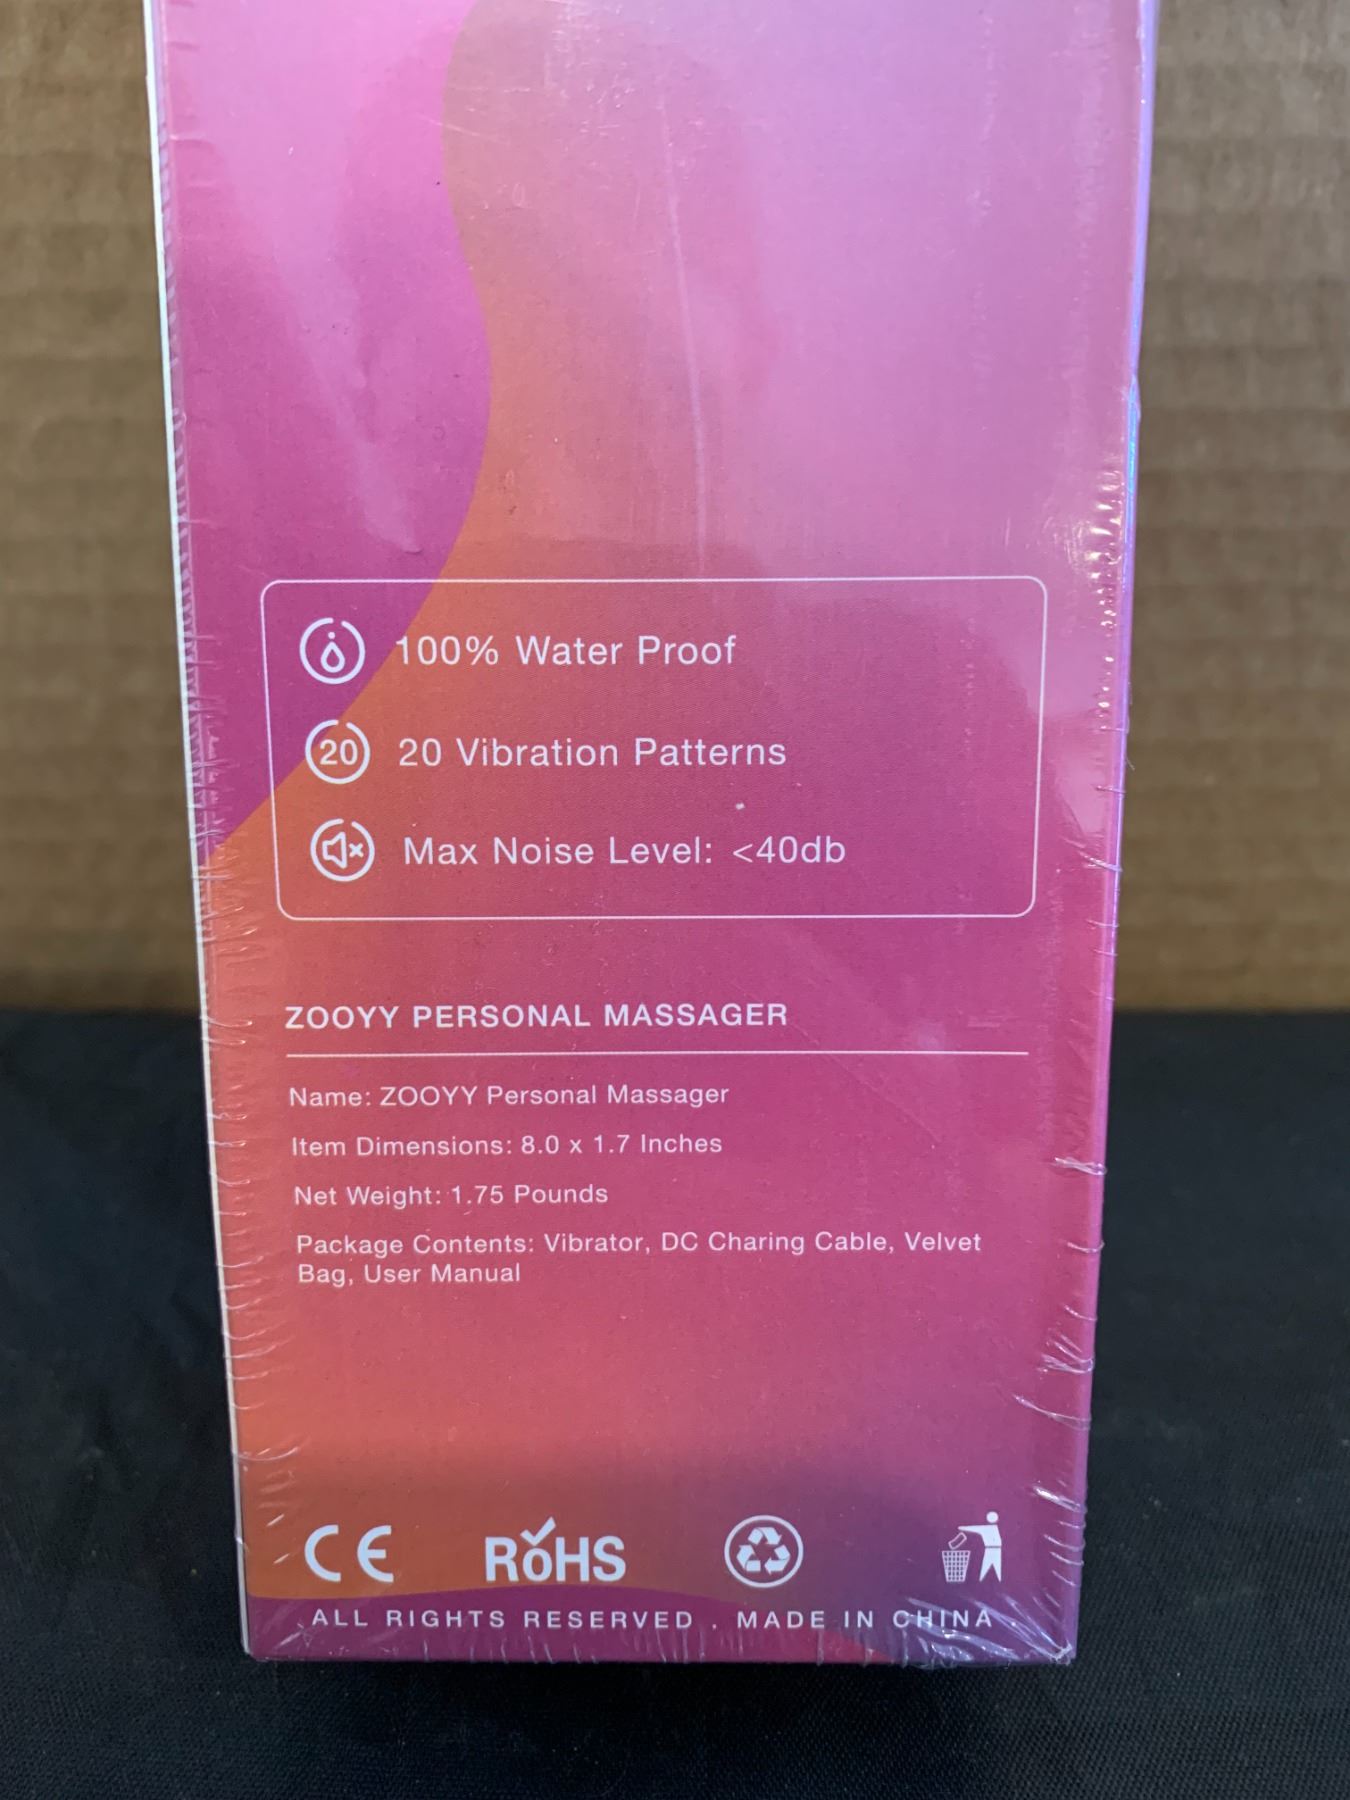 100% Water Proof
20 20 Vibration Patterns
Max Noise Level: <40db
ZOOYY PERSONAL MASSAGER
Name: ZOOYY Personal Massager
Item Dimensions: 8.0 x 1.7 Inches
Net Weight: 1.75 Pounds
Package Contents: Vibrator, DC Charing Cable, Velvet
Bag, User Manual
CE RoHS
ALL RIGHTS RESERVED . MADE IN CHINA